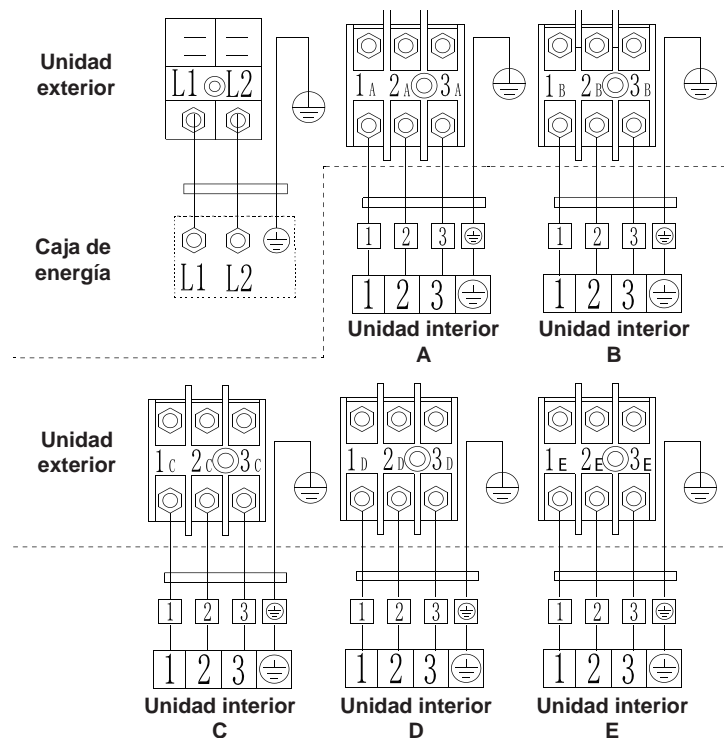 Unidad
exterior
L1 L2
1A 2A 3A
1B 2B 3B
Caja de
energía
L1 L2
1 2 3
1 2 3
1 2 3
1 2 3
Unidad interior
A
Unidad interior
B
Unidad
exterior
1C 2C 3C
1D 2D 3D
1E 2E 3E
1 2 3
1 2 3
1 2 3
1 2 3
1 2 3
1 2 3
Unidad interior
C
Unidad interior
D
Unidad interior
E